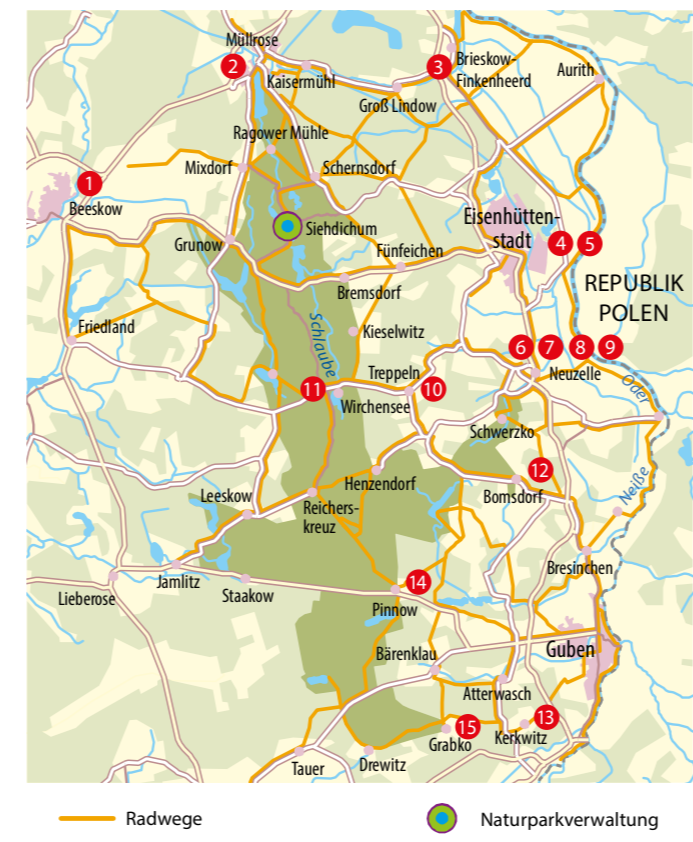 Müllrose
2
3
Brieskow-
Finkenheerd
Aurith
Kaisermühl
Groß Lindow
Ragower Mühle
Mixdorf
Schernsdorf
1
Beeskow
Eisenhütten-
stadt
4
5
Siehdichum
Grunow
Fünfeichen
REPUBLIK
POLEN
Bremsdorf
Friedland
Schlaube
Kieselwitz
6
7
8
9
Treppeln
Neuzelle
Oder
11
10
Wirchensee
Schwerzko
12
Henzendorf
Bomsdorf
Neiße
Leeskow
Reichers-
kreuz
Bresinchen
14
Jamlitz
Staakow
Lieberose
Pinnow
Guben
Bärenklau
Atterwasch
15
13
Grabko
Kerkwitz
Tauer
Drewitz
Radwege
Naturparkverwaltung